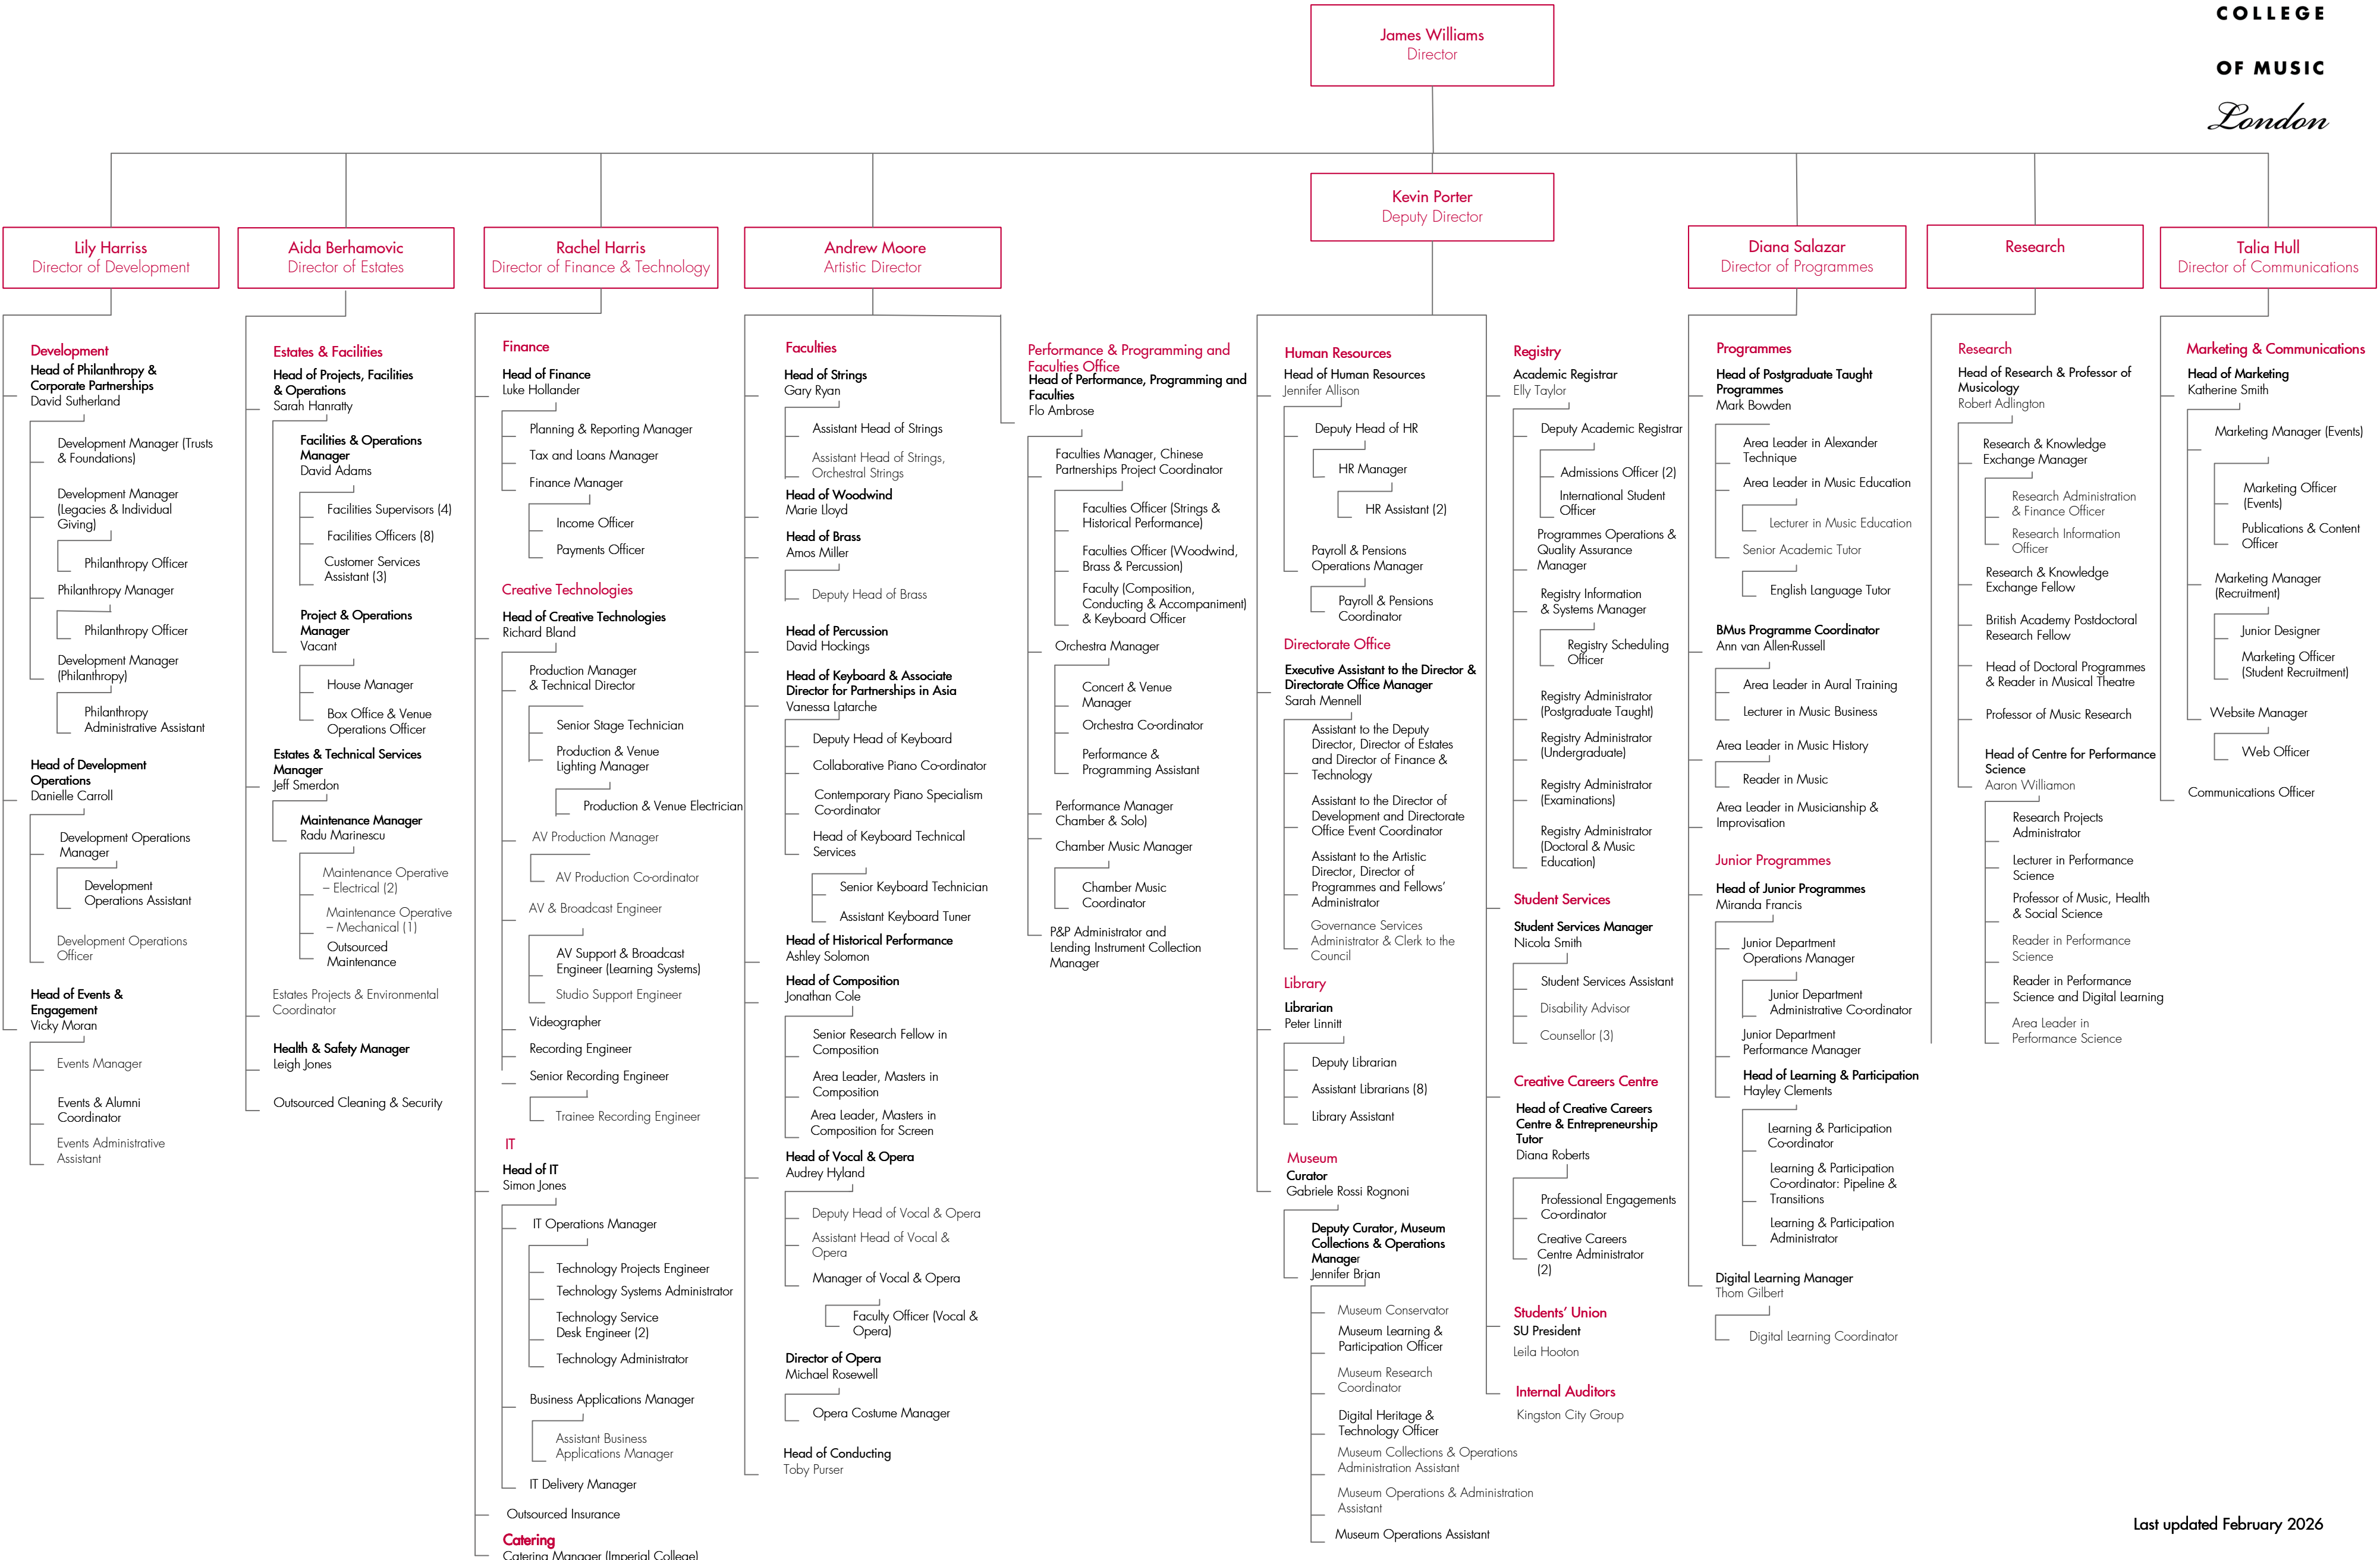 COLLEGE
OF MUSIC
London
James Williams
Director
Kevin Porter
Deputy Director
Lily Harriss
Director of Development
Aida Berhamovic
Director of Estates
Rachel Harris
Director of Finance & Technology
Andrew Moore
Artistic Director
Diana Salazar
Director of Programmes
Research
Talia Hull
Director of Communications
Development
Head of Philanthropy &
Corporate Partnerships
David Sutherland
Development Manager (Trusts
& Foundations)
Development Manager
(Legacies & Individual
Giving)
Philanthropy Officer
Philanthropy Manager
Philanthropy Officer
Development Manager
(Philanthropy)
Philanthropy
Administrative Assistant
Head of Development
Operations
Danielle Carroll
Development Operations
Manager
Development
Operations Assistant
Development Operations
Officer
Head of Events &
Engagement
Vicky Moran
Events Manager
Events & Alumni
Coordinator
Events Administrative
Assistant
Estates & Facilities
Head of Projects, Facilities
& Operations
Sarah Hanratty
Facilities & Operations
Manager
David Adams
Facilities Supervisors (4)
Facilities Officers (8)
Customer Services
Assistant (3)
Project & Operations
Manager
Vacant
House Manager
Box Office & Venue
Operations Officer
Estates & Technical Services
Manager
Jeff Smerdon
Maintenance Manager
Radu Marinescu
Maintenance Operative
– Electrical (2)
Maintenance Operative
– Mechanical (1)
Outsourced
Maintenance
Estates Projects & Environmental
Coordinator
Health & Safety Manager
Leigh Jones
Outsourced Cleaning & Security
Finance
Head of Finance
Luke Hollander
Planning & Reporting Manager
Tax and Loans Manager
Finance Manager
Income Officer
Payments Officer
Creative Technologies
Head of Creative Technologies
Richard Bland
Production Manager
& Technical Director
Senior Stage Technician
Production & Venue
Lighting Manager
Production & Venue Electrician
AV Production Manager
AV Production Co-ordinator
AV & Broadcast Engineer
AV Support & Broadcast
Engineer (Learning Systems)
Studio Support Engineer
Videographer
Recording Engineer
Senior Recording Engineer
Trainee Recording Engineer
IT
Head of IT
Simon Jones
IT Operations Manager
Technology Projects Engineer
Technology Systems Administrator
Technology Service
Desk Engineer (2)
Technology Administrator
Business Applications Manager
Assistant Business
Applications Manager
IT Delivery Manager
Outsourced Insurance
Catering
Catering Manager (Imperial College)
Faculties
Head of Strings
Gary Ryan
Assistant Head of Strings
Assistant Head of Strings,
Orchestral Strings
Head of Woodwind
Marie Lloyd
Head of Brass
Amos Miller
Deputy Head of Brass
Head of Percussion
David Hockings
Head of Keyboard & Associate
Director for Partnerships in Asia
Vanessa Latarche
Deputy Head of Keyboard
Collaborative Piano Co-ordinator
Contemporary Piano Specialism
Co-ordinator
Head of Keyboard Technical
Services
Senior Keyboard Technician
Assistant Keyboard Tuner
Head of Historical Performance
Ashley Solomon
Head of Composition
Jonathan Cole
Senior Research Fellow in
Composition
Area Leader, Masters in
Composition
Area Leader, Masters in
Composition for Screen
Head of Vocal & Opera
Audrey Hyland
Deputy Head of Vocal & Opera
Assistant Head of Vocal &
Opera
Manager of Vocal & Opera
Faculty Officer (Vocal &
Opera)
Director of Opera
Michael Rosewell
Opera Costume Manager
Head of Conducting
Toby Purser
Performance & Programming and
Faculties Office
Head of Performance, Programming and
Faculties
Flo Ambrose
Faculties Manager, Chinese
Partnerships Project Coordinator
Faculties Officer (Strings &
Historical Performance)
Faculties Officer (Woodwind,
Brass & Percussion)
Faculty (Composition,
Conducting & Accompaniment)
& Keyboard Officer
Orchestra Manager
Concert & Venue
Manager
Orchestra Co-ordinator
Performance &
Programming Assistant
Performance Manager
Chamber & Solo)
Chamber Music Manager
Chamber Music
Coordinator
P&P Administrator and
Lending Instrument Collection
Manager
Human Resources
Head of Human Resources
Jennifer Allison
Deputy Head of HR
HR Manager
HR Assistant (2)
Payroll & Pensions
Operations Manager
Payroll & Pensions
Coordinator
Directorate Office
Executive Assistant to the Director &
Directorate Office Manager
Sarah Mennell
Assistant to the Deputy
Director, Director of Estates
and Director of Finance &
Technology
Assistant to the Director of
Development and Directorate
Office Event Coordinator
Assistant to the Artistic
Director, Director of
Programmes and Fellows’
Administrator
Governance Services
Administrator & Clerk to the
Council
Library
Librarian
Peter Linnitt
Deputy Librarian
Assistant Librarians (8)
Library Assistant
Museum
Curator
Gabriele Rossi Rognoni
Deputy Curator, Museum
Collections & Operations
Manager
Jennifer Brian
Museum Conservator
Museum Learning &
Participation Officer
Museum Research
Coordinator
Digital Heritage &
Technology Officer
Museum Collections & Operations
Administration Assistant
Museum Operations & Administration
Assistant
Museum Operations Assistant
Registry
Academic Registrar
Elly Taylor
Deputy Academic Registrar
Admissions Officer (2)
International Student
Officer
Programmes Operations &
Quality Assurance
Manager
Registry Information
& Systems Manager
Registry Scheduling
Officer
Registry Administrator
(Postgraduate Taught)
Registry Administrator
(Undergraduate)
Registry Administrator
(Examinations)
Registry Administrator
(Doctoral & Music
Education)
Student Services
Student Services Manager
Nicola Smith
Student Services Assistant
Disability Advisor
Counsellor (3)
Creative Careers Centre
Head of Creative Careers
Centre & Entrepreneurship
Tutor
Diana Roberts
Professional Engagements
Co-ordinator
Creative Careers
Centre Administrator
(2)
Students’ Union
SU President
Leila Hooton
Internal Auditors
Kingston City Group
Programmes
Head of Postgraduate Taught
Programmes
Mark Bowden
Area Leader in Alexander
Technique
Area Leader in Music Education
Lecturer in Music Education
Senior Academic Tutor
English Language Tutor
BMus Programme Coordinator
Ann van Allen-Russell
Area Leader in Aural Training
Lecturer in Music Business
Area Leader in Music History
Reader in Music
Area Leader in Musicianship &
Improvisation
Junior Programmes
Head of Junior Programmes
Miranda Francis
Junior Department
Operations Manager
Junior Department
Administrative Co-ordinator
Junior Department
Performance Manager
Head of Learning & Participation
Hayley Clements
Learning & Participation
Co-ordinator
Learning & Participation
Co-ordinator: Pipeline &
Transitions
Learning & Participation
Administrator
Digital Learning Manager
Thom Gilbert
Digital Learning Coordinator
Research
Head of Research & Professor of
Musicology
Robert Adlington
Research & Knowledge
Exchange Manager
Research Administration
& Finance Officer
Research Information
Officer
Research & Knowledge
Exchange Fellow
British Academy Postdoctoral
Research Fellow
Head of Doctoral Programmes
& Reader in Musical Theatre
Professor of Music Research
Head of Centre for Performance
Science
Aaron Williamon
Research Projects
Administrator
Lecturer in Performance
Science
Professor of Music, Health
& Social Science
Reader in Performance
Science
Reader in Performance
Science and Digital Learning
Area Leader in
Performance Science
Marketing & Communications
Head of Marketing
Katherine Smith
Marketing Manager (Events)
Marketing Officer
(Events)
Publications & Content
Officer
Marketing Manager
(Recruitment)
Junior Designer
Marketing Officer
(Student Recruitment)
Website Manager
Web Officer
Communications Officer
Last updated February 2026